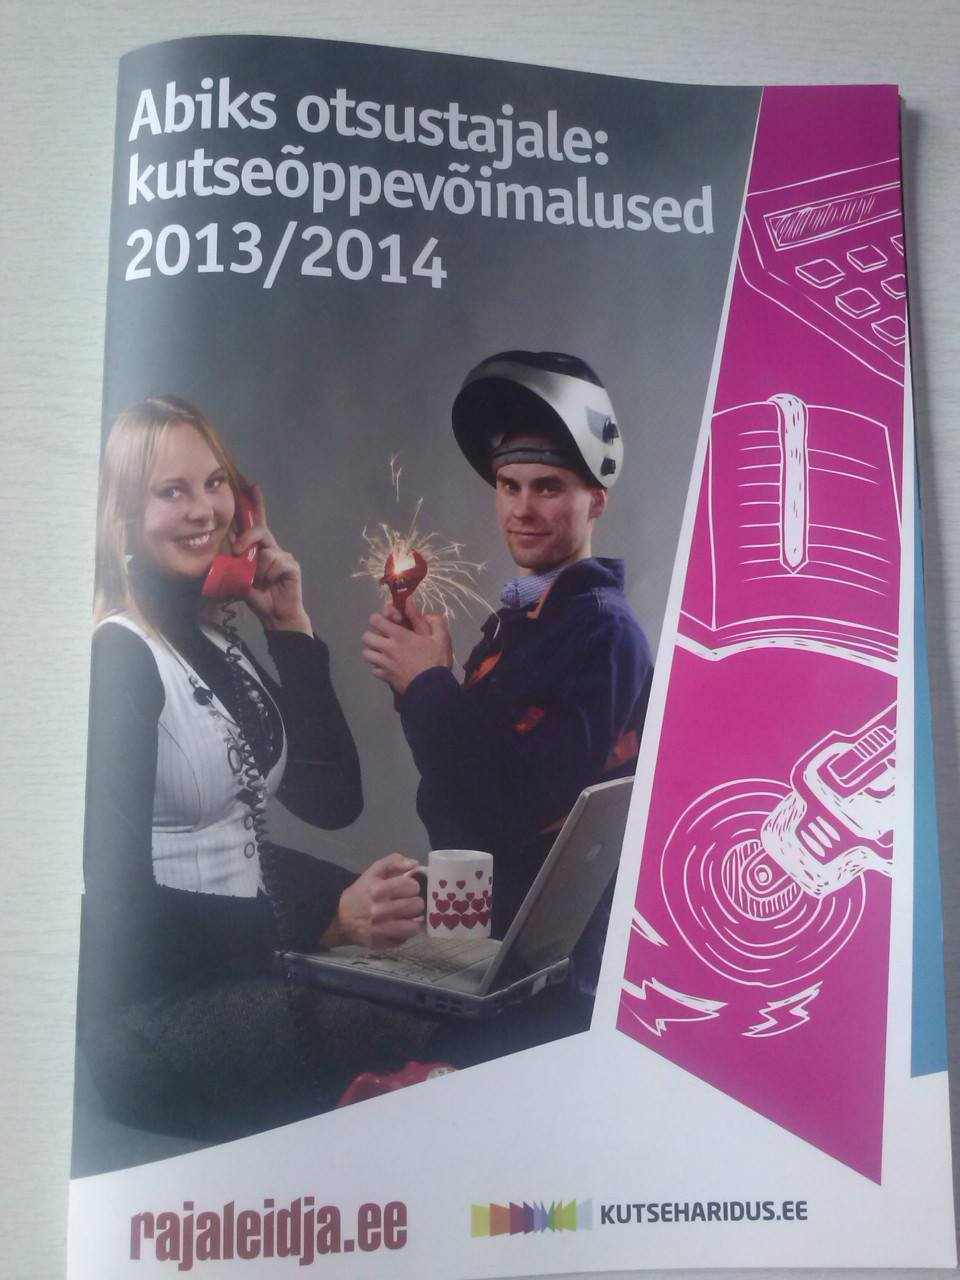 Abiks otsustajale:
kutseõppevõimalused
2013/2014
rajaleidja.ee
KUTSEHARIDUS.EE